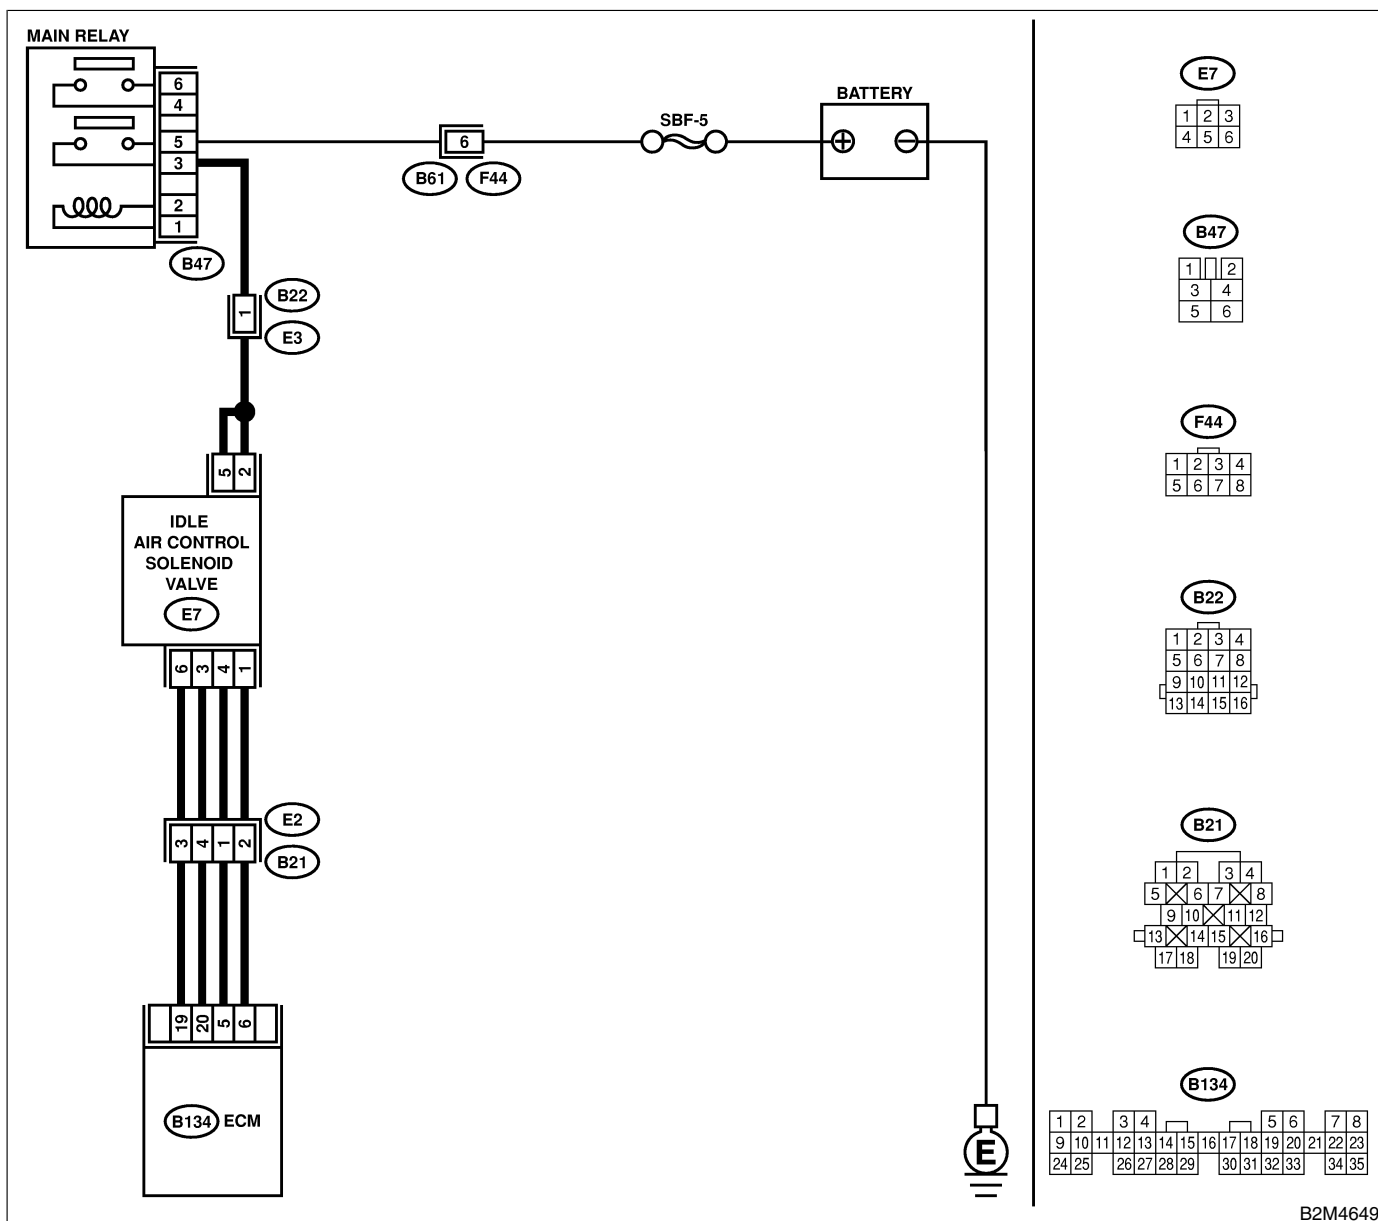 MAIN RELAY
6
4
5
3
2
1
B47
6
B61 F44
SBF-5
BATTERY
B22
1
E3
5 2
IDLE
AIR CONTROL
SOLENOID
VALVE
E7
6 3 4 1
E2
3 4 1 2
B21
19 20 5 6
B134 ECM
E
E7
1 2 3
4 5 6
B47
1 2
3 4
5 6
F44
1 2 3 4
5 6 7 8
B22
1 2 3 4
5 6 7 8
9 10 11 12
13 14 15 16
B21
1 2 3 4
5 6 7 8
9 10 11 12
13 14 15 16
17 18 19 20
B134
1 2 3 4 5 6 7 8
9 10 11 12 13 14 15 16 17 18 19 20 21 22 23
24 25 26 27 28 29 30 31 32 33 34 35
B2M4649